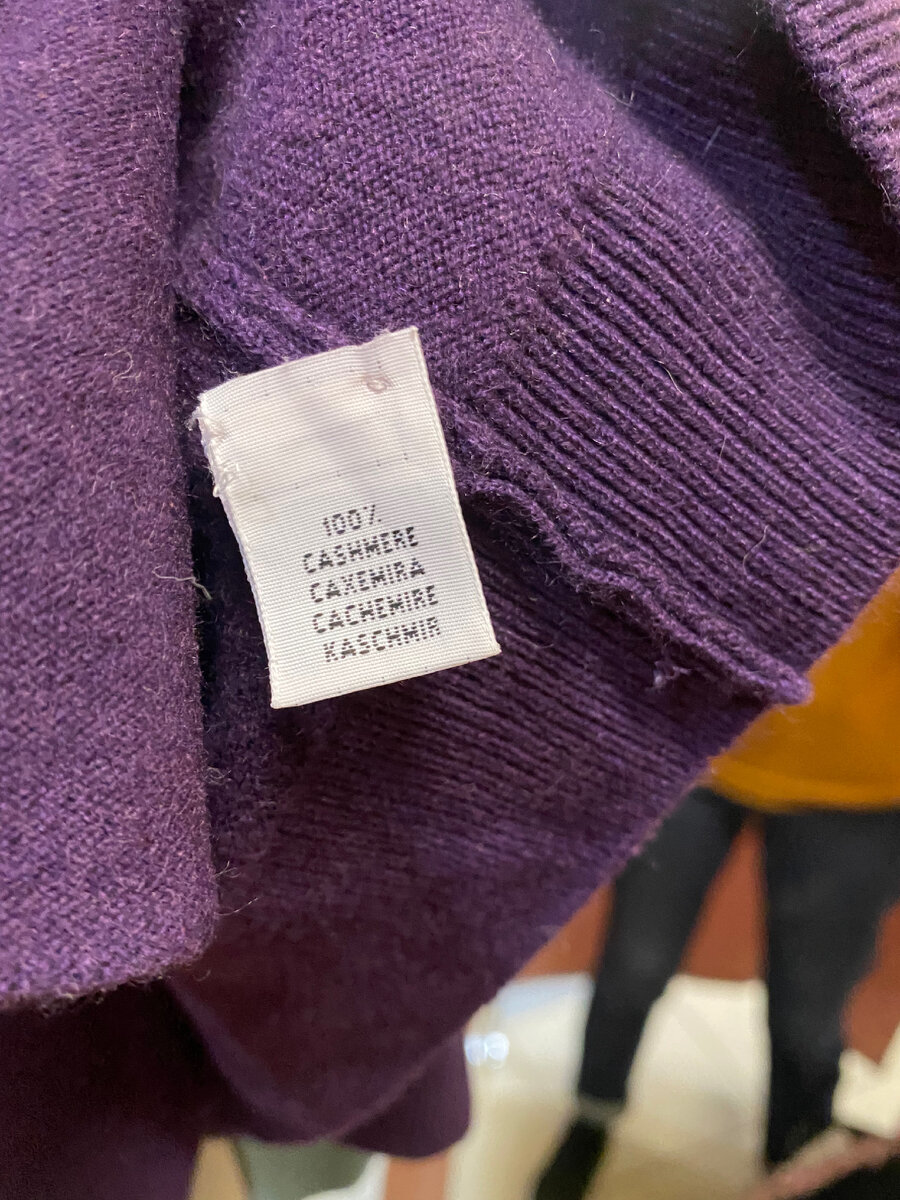 100%
CASHMERE
CAXEMIRA
CACHEMIRE
KASCHMIR